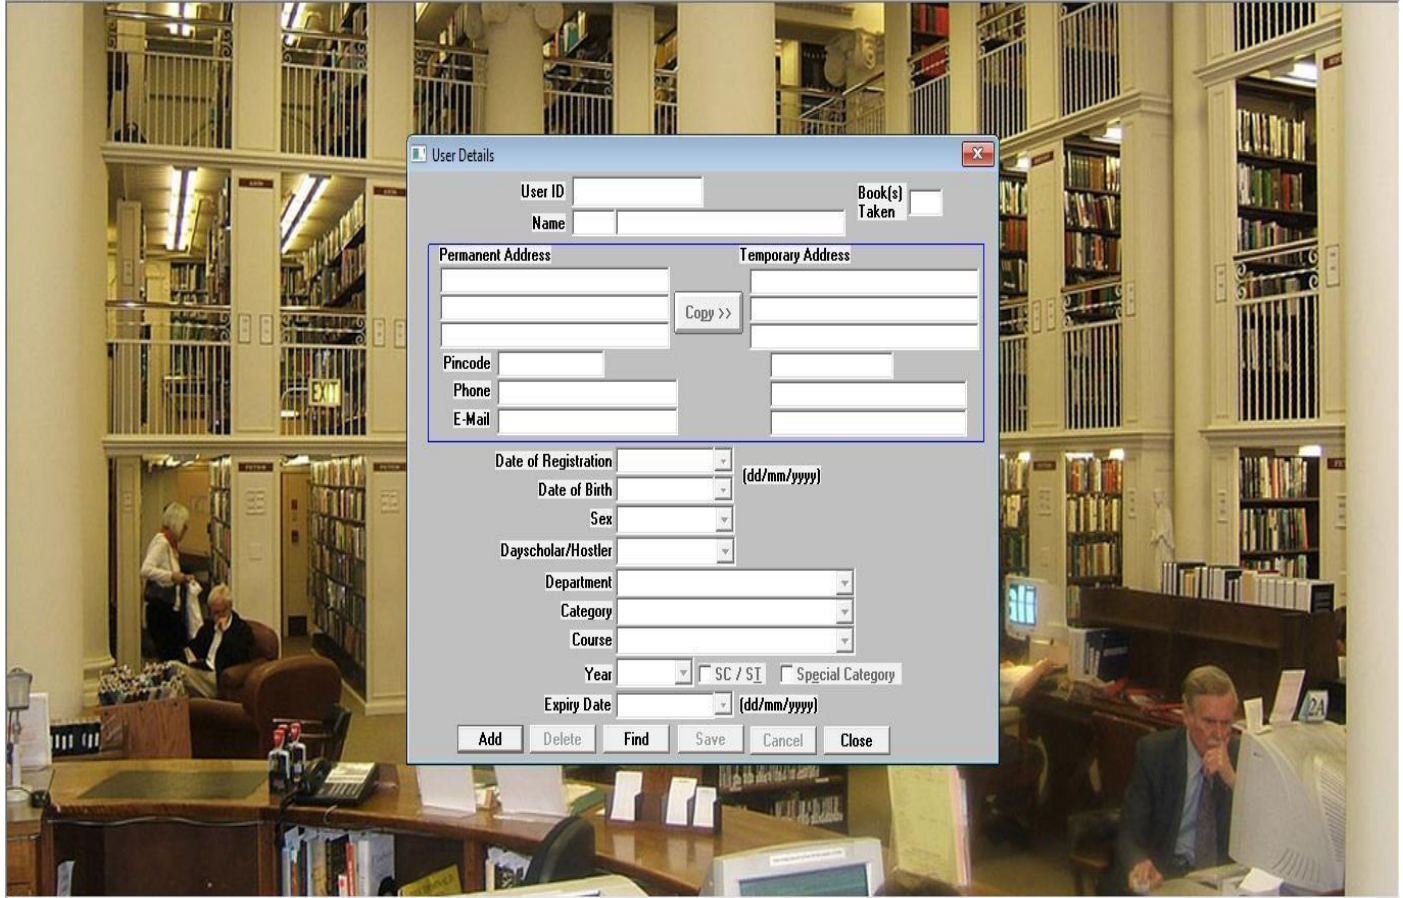 User Details
User ID
Book(s)
Taken
Name
Permanent Address
Temporary Address
Copy >>
Pincode
Phone
E-Mail
Date of Registration
(dd/mm/yyyy)
Date of Birth
Sex
Dayscholar/Hostler
Department
Category
Course
Year
SC / ST
Special Category
Expiry Date
(dd/mm/yyyy)
Add
Delete
Find
Save
Cancel
Close
EXIT
2A